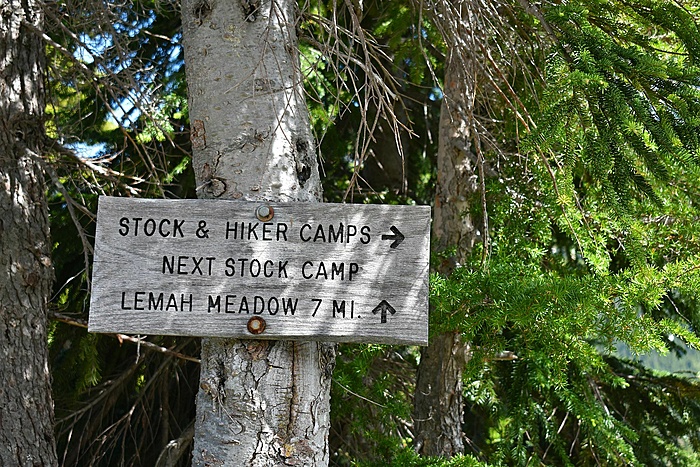 STOCK & HIKER CAMPS →
NEXT STOCK CAMP
LEMAH MEADOW 7 MI. ↑